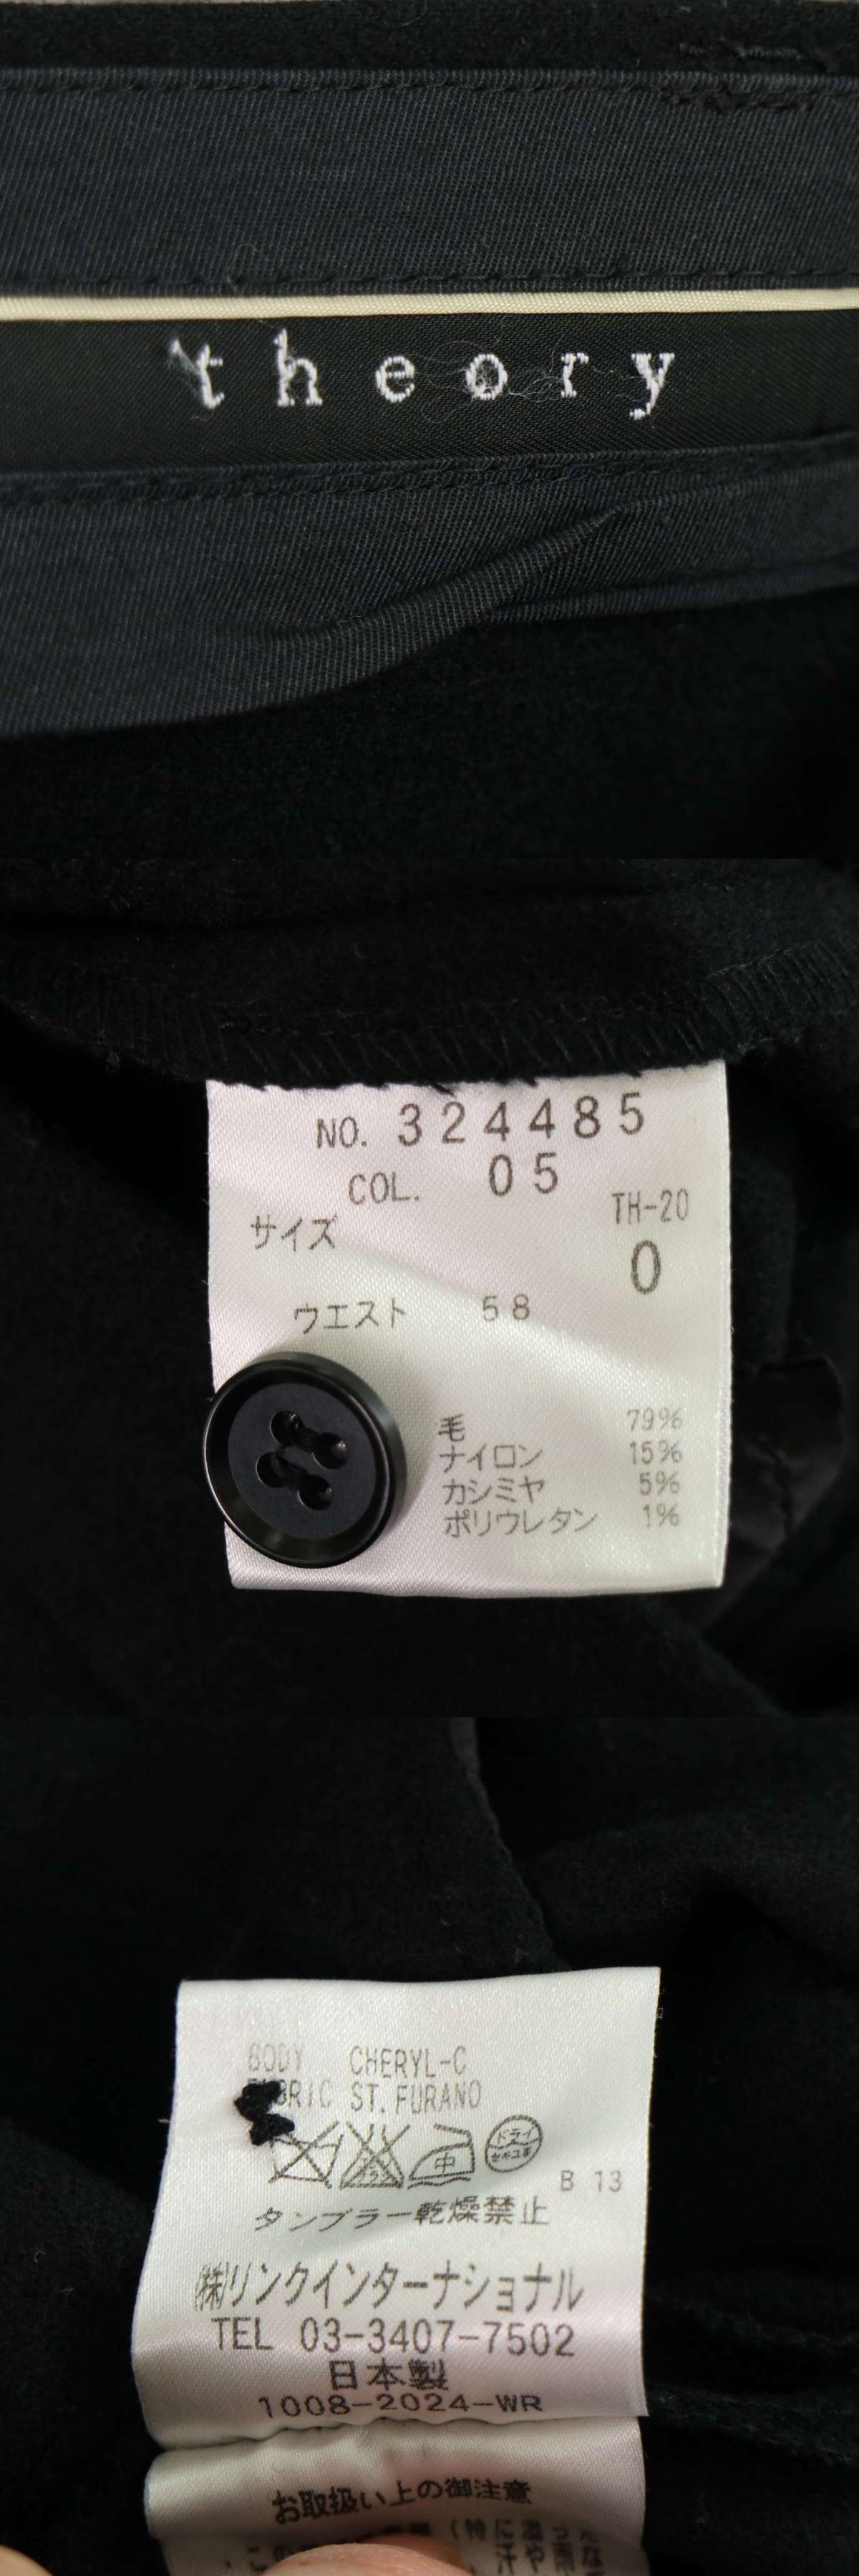 theory
NO. 324485
COL. 05
TH-20
サイズ
0
ウエスト 58
毛 79%
ナイロン 15%
カシミヤ 5%
ポリウレタン 1%
BODY CHERYL-C
FABRIC ST. FURANO
中
ドライ
セキユ系
B 13
タンブラー乾燥禁止
㈱リンクインターナショナル
TEL 03-3407-7502
日本製
1008-2024-WR
お取扱い上の御注意